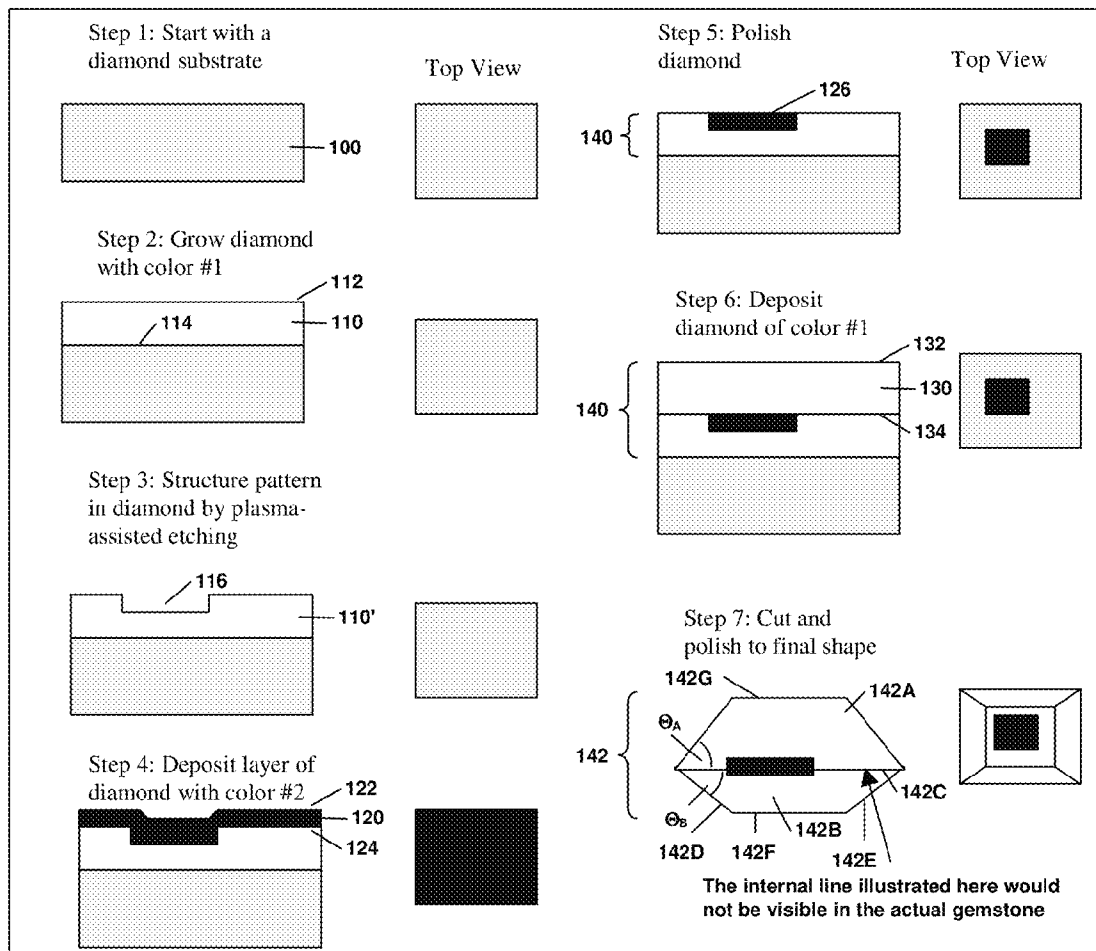 Step 1: Start with a
diamond substrate
Top View
100
Step 2: Grow diamond
with color #1
112
114
110
Step 3: Structure pattern
in diamond by plasma-
assisted etching
116
110'
Step 4: Deposit layer of
diamond with color #2
122
120
124
Step 5: Polish
diamond
Top View
126
140
Step 6: Deposit
diamond of color #1
132
130
140
134
Step 7: Cut and
polish to final shape
142G
142A
ΘA
142
142C
ΘB
142B
142D
142F
142E
The internal line illustrated here would
not be visible in the actual gemstone